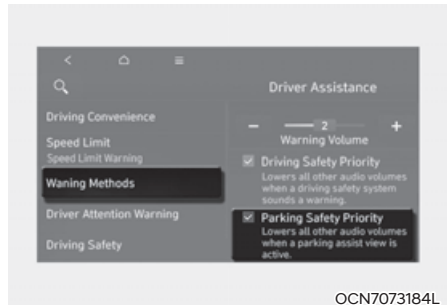 Driver Assistance
Driving Convenience
Speed Limit
Speed Limit Warning
Waning Methods
Driver Attention Warning
Driving Safety
– 2 +
Warning Volume
Driving Safety Priority
Lowers all other audio volumes
when a driving safety system
sounds a warning.
Parking Safety Priority
Lowers all other audio volumes
when a parking assist view is
active.
OCN7073184L